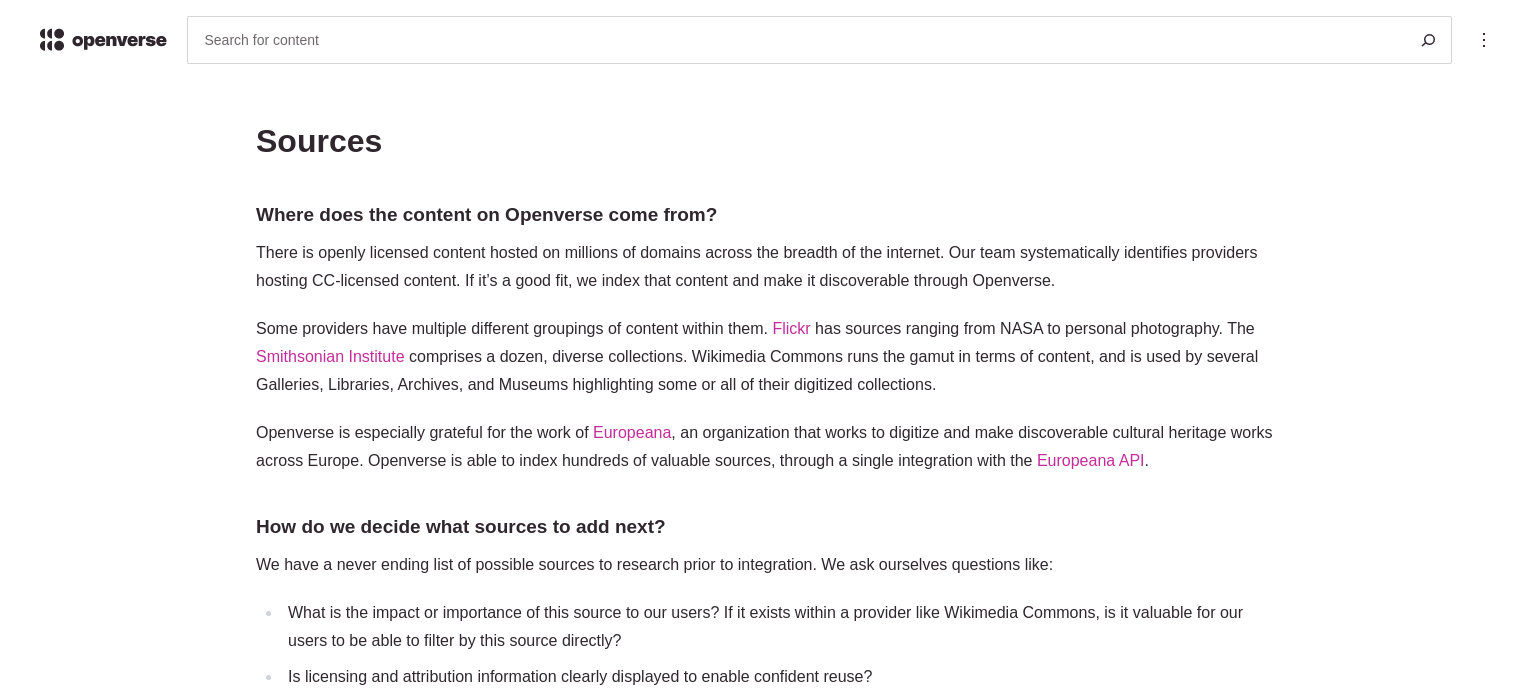 openverse
Search for content
Sources
Where does the content on Openverse come from?
There is openly licensed content hosted on millions of domains across the breadth of the internet. Our team systematically identifies providers
hosting CC-licensed content. If it’s a good fit, we index that content and make it discoverable through Openverse.
Some providers have multiple different groupings of content within them. Flickr has sources ranging from NASA to personal photography. The
Smithsonian Institute comprises a dozen, diverse collections. Wikimedia Commons runs the gamut in terms of content, and is used by several
Galleries, Libraries, Archives, and Museums highlighting some or all of their digitized collections.
Openverse is especially grateful for the work of Europeana, an organization that works to digitize and make discoverable cultural heritage works
across Europe. Openverse is able to index hundreds of valuable sources, through a single integration with the Europeana API.
How do we decide what sources to add next?
We have a never ending list of possible sources to research prior to integration. We ask ourselves questions like:
What is the impact or importance of this source to our users? If it exists within a provider like Wikimedia Commons, is it valuable for our
users to be able to filter by this source directly?
Is licensing and attribution information clearly displayed to enable confident reuse?